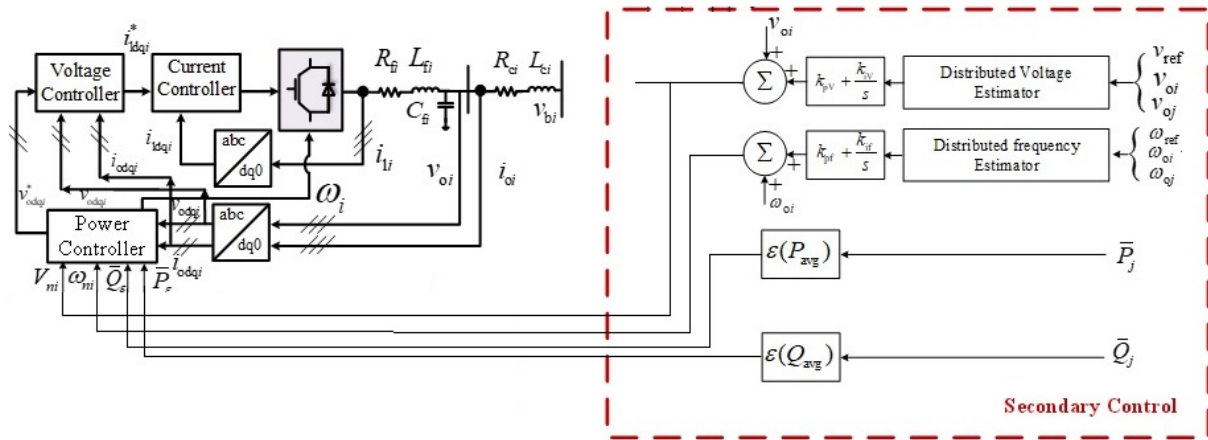 i*ldqi
Voltage
Controller
Current
Controller
Rfi Lfi
Rci Lci
Cfi
vbi
ildqi
abc
dq0
ili
voi
ioi
iodqi
v*odqi
vodqi
vodqi
ωi
Power
Controller
abc
dq0
iodqi
Vni ωni Q̄ε P̄ε
voi
+
+
Σ
kpV + kiV/s
Distributed Voltage
Estimator
vref
voi
voj
Σ
+
+
ωoi
kpf + kif/s
Distributed frequency
Estimator
ωref
ωoi
ωoj
ε(Pavg)
P̄j
ε(Qavg)
Q̄j
Secondary Control